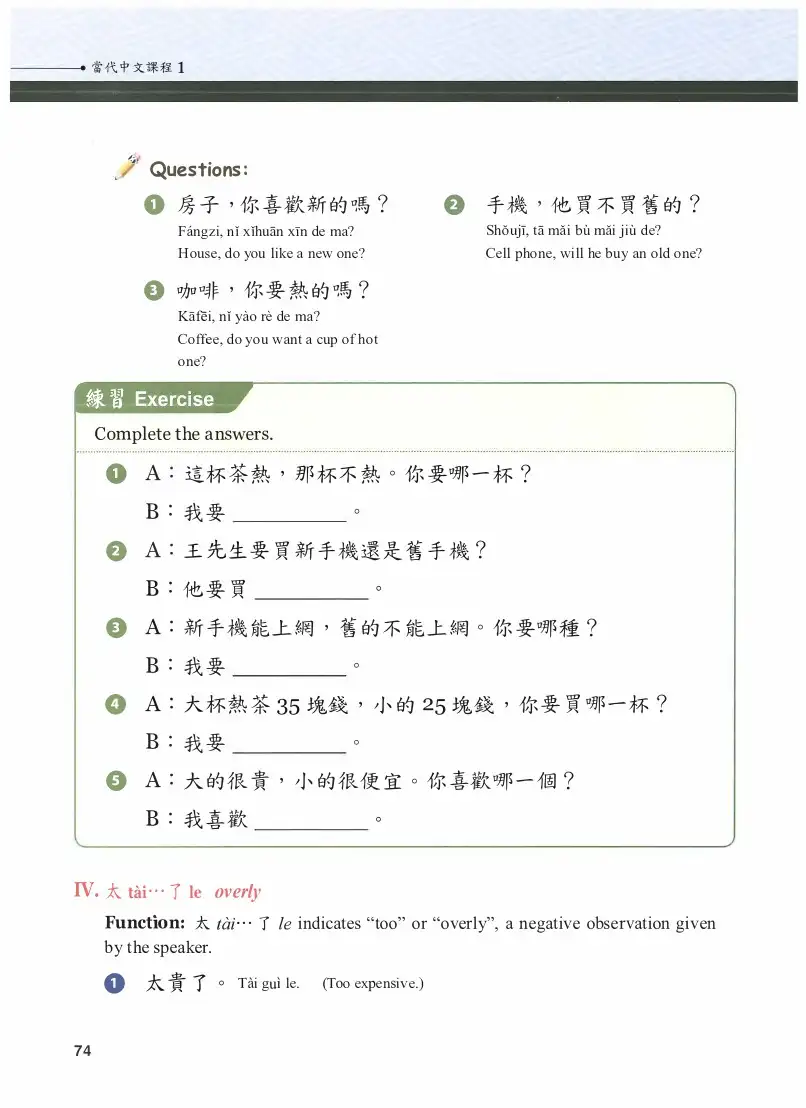 當代中文課程 1
Questions:
1 房子，你喜歡新的嗎？
Fángzi, nǐ xǐhuān xīn de ma?
House, do you like a new one?
2 手機，他買不買舊的？
Shǒujī, tā mǎi bù mǎi jiù de?
Cell phone, will he buy an old one?
3 咖啡，你要熱的嗎？
Kāfēi, nǐ yào rè de ma?
Coffee, do you want a cup of hot
one?
練習 Exercise
Complete the answers.
1 A：這杯茶熱，那杯不熱。你要哪一杯？
B：我要 __________。
2 A：王先生要買新手機還是舊手機？
B：他要買 __________。
3 A：新手機能上網，舊的不能上網。你要哪種？
B：我要 __________。
4 A：大杯熱茶 35 塊錢，小的 25 塊錢，你要買哪一杯？
B：我要 __________。
5 A：大的很貴，小的很便宜。你喜歡哪一個？
B：我喜歡 __________。
IV. 太 tài⋯了 le overly
Function: 太 tài⋯了 le indicates “too” or “overly”, a negative observation given
by the speaker.
1 太貴了。 Tài guì le. (Too expensive.)
74